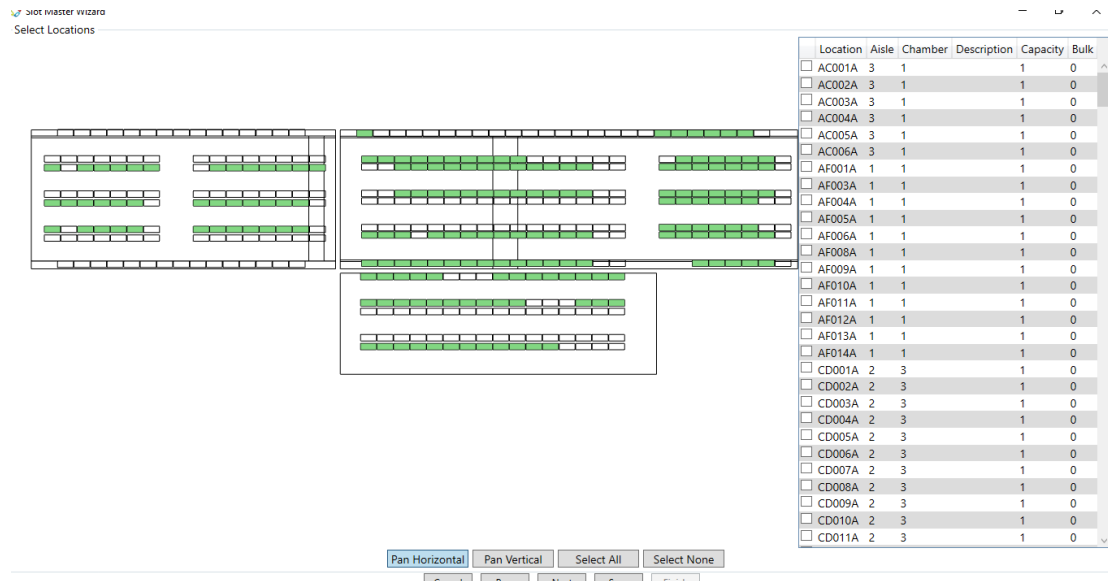 Slot Master Wizard
Select Locations
Location Aisle Chamber Description Capacity Bulk
AC001A 3 1 1 0
AC002A 3 1 1 0
AC003A 3 1 1 0
AC004A 3 1 1 0
AC005A 3 1 1 0
AC006A 3 1 1 0
AF001A 1 1 1 0
AF003A 1 1 1 0
AF004A 1 1 1 0
AF005A 1 1 1 0
AF006A 1 1 1 0
AF008A 1 1 1 0
AF009A 1 1 1 0
AF010A 1 1 1 0
AF011A 1 1 1 0
AF012A 1 1 1 0
AF013A 1 1 1 0
AF014A 1 1 1 0
CD001A 2 3 1 0
CD002A 2 3 1 0
CD003A 2 3 1 0
CD004A 2 3 1 0
CD005A 2 3 1 0
CD006A 2 3 1 0
CD007A 2 3 1 0
CD008A 2 3 1 0
CD009A 2 3 1 0
CD010A 2 3 1 0
CD011A 2 3 1 0
Pan Horizontal Pan Vertical Select All Select None